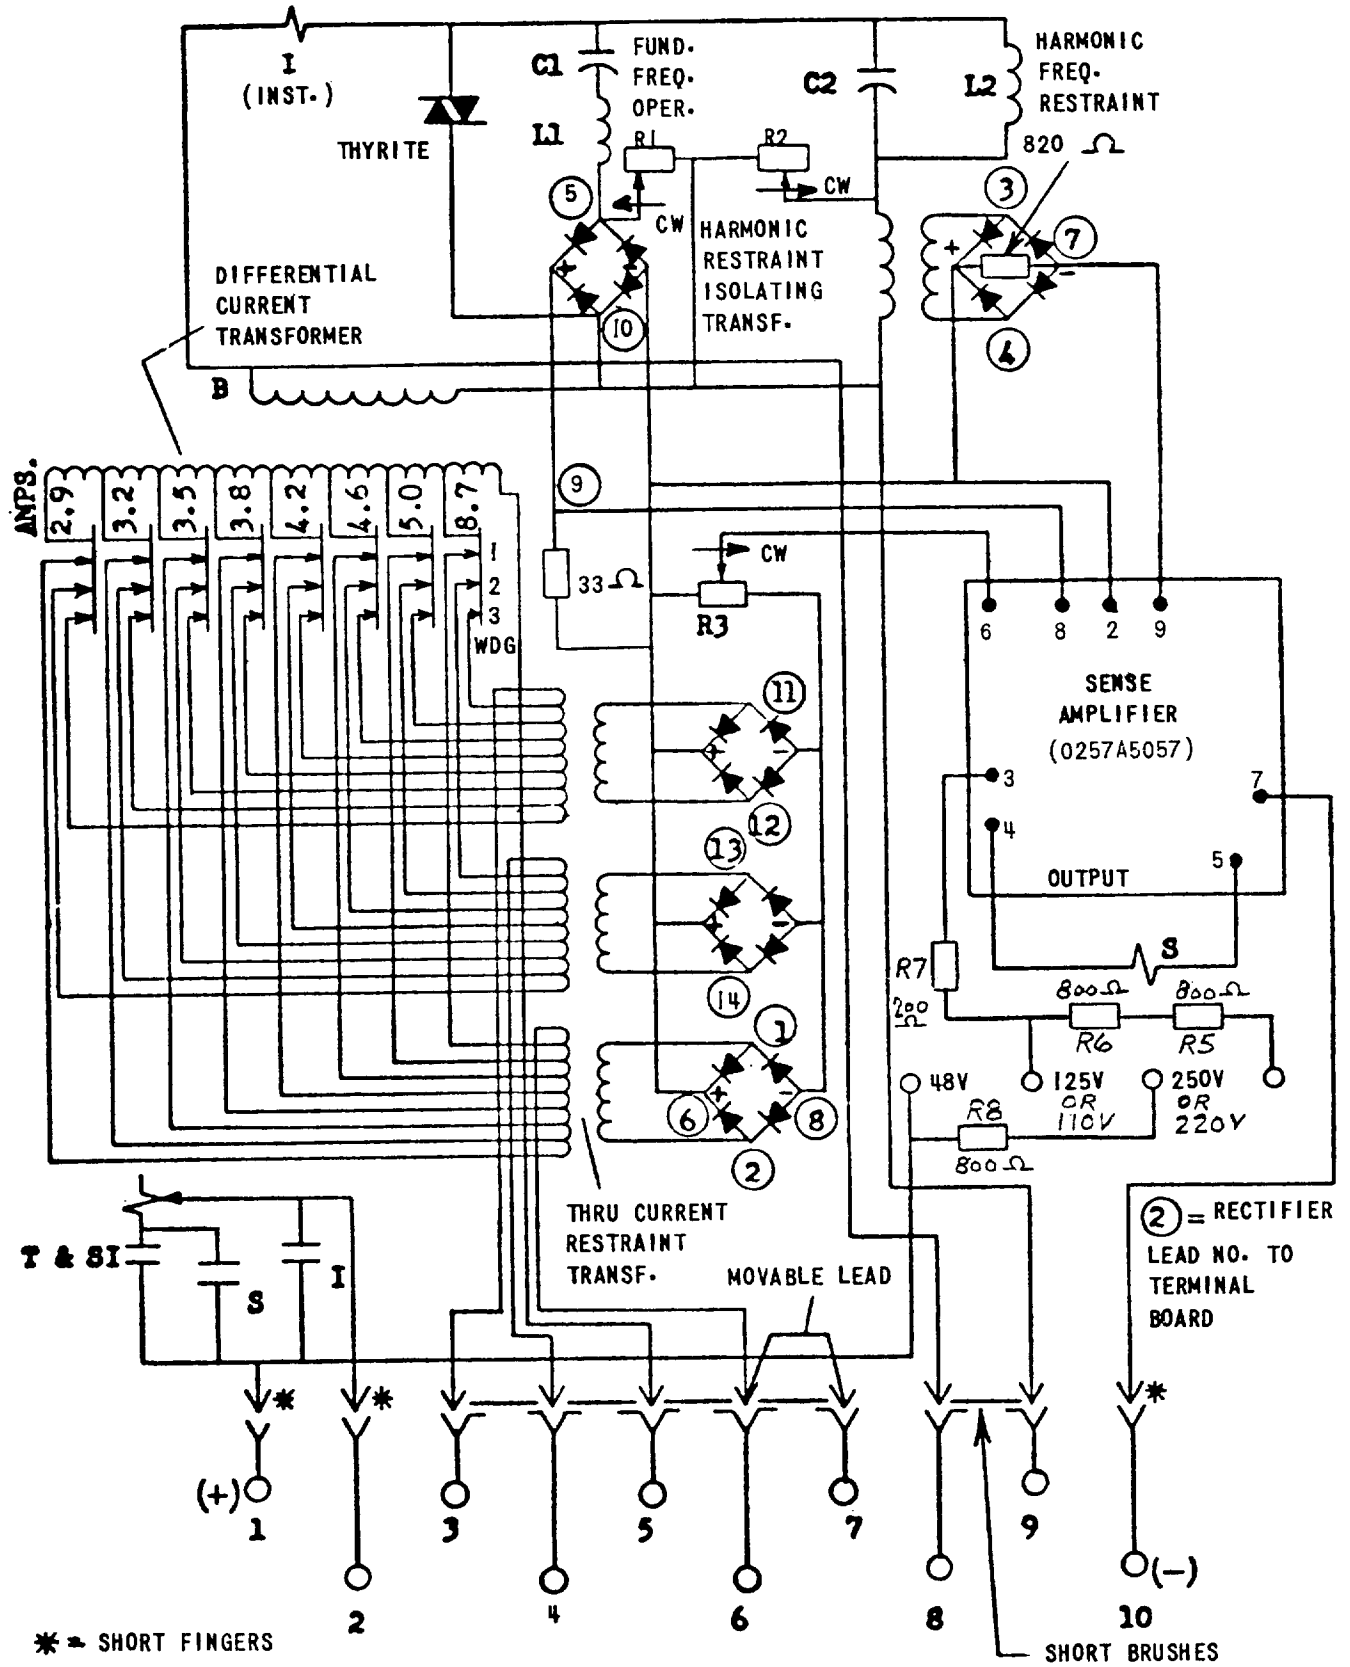 I
(INST.)
THYRITE
C1
L1
FUND.
FREQ.
OPER.
R1
R2
C2
L2
HARMONIC
FREQ.
RESTRAINT
820 Ω
CW
CW
5
10
3
7
4
+
-
+
-
HARMONIC
RESTRAINT
ISOLATING
TRANSF.
DIFFERENTIAL
CURRENT
TRANSFORMER
B
AMPS.
2.9
3.2
3.5
3.8
4.2
4.6
5.0
8.7
1
2
3
WDG
9
33 Ω
CW
R3
6
8
2
9
SENSE
AMPLIFIER
(0257A5057)
3
4
7
5
OUTPUT
S
11
+
-
12
13
+
-
14
1
+
-
6
8
2
R7
200
Ω
800Ω
800Ω
R6
R5
48V
125V
OR
110V
250V
OR
220V
R8
800Ω
T & SI
S
I
THRU CURRENT
RESTRAINT
TRANSF.
MOVABLE LEAD
2 = RECTIFIER
LEAD NO. TO
TERMINAL
BOARD
*
*
*
(+)
1
2
3
4
5
6
7
8
9
10
(-)
* = SHORT FINGERS
SHORT BRUSHES